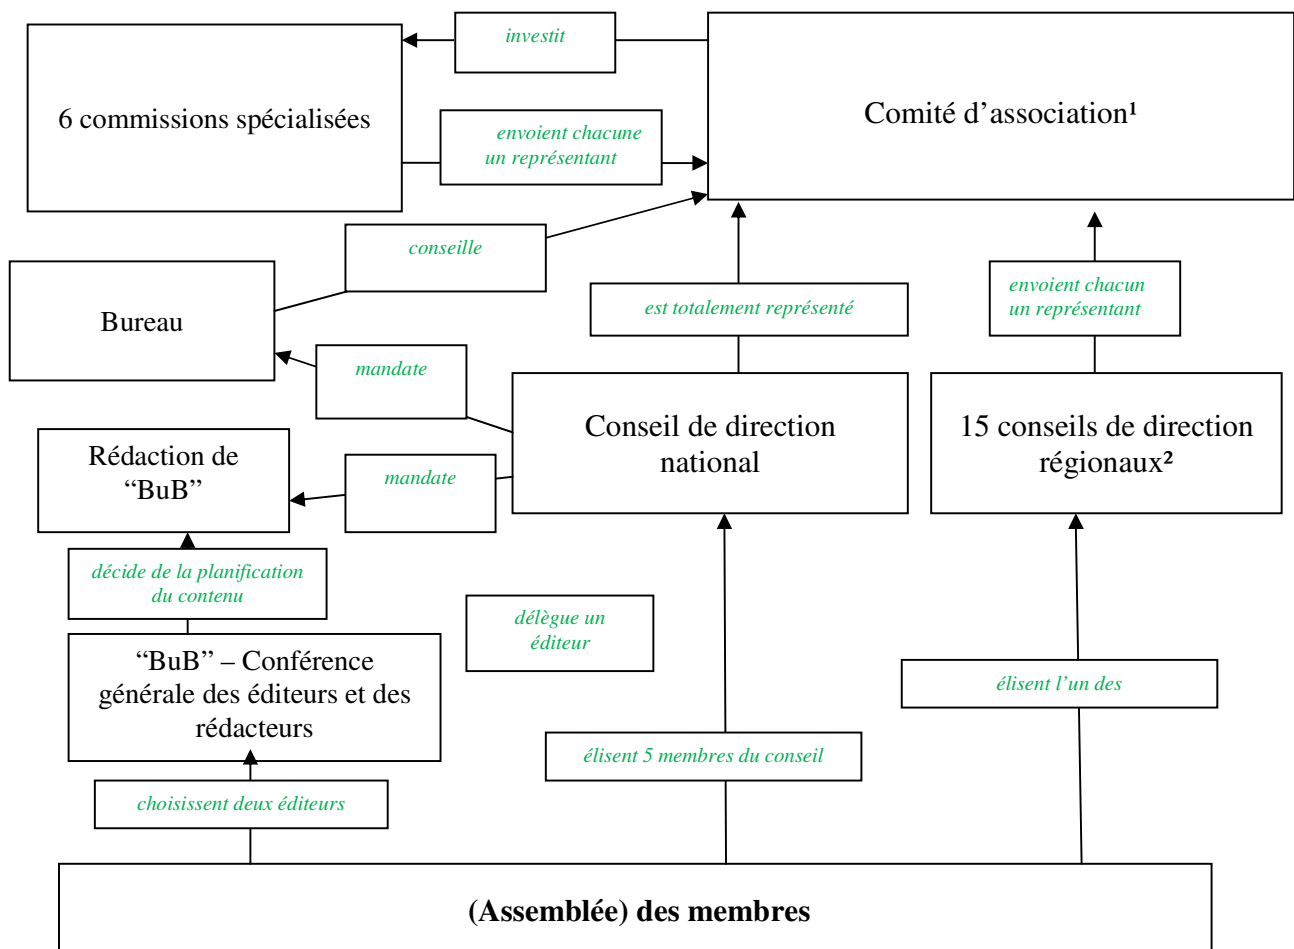 investit
6 commissions spécialisées
Comité d’association¹
envoient chacune
un représentant
conseille
Bureau
est totalement représenté
envoient chacun
un représentant
mandate
Conseil de direction
national
15 conseils de direction
régionaux²
Rédaction de
“BuB”
mandate
décide de la planification
du contenu
délègue un
éditeur
“BuB” – Conférence
générale des éditeurs et des
rédacteurs
élisent l’un des
élisent 5 membres du conseil
choisissent deux éditeurs
(Assemblée) des membres